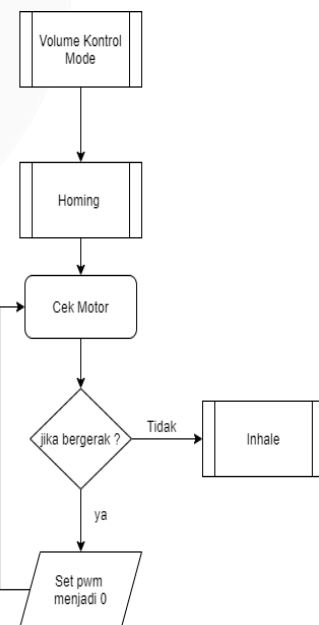 Volume Kontrol
Mode
Homing
Cek Motor
jika bergerak ?
Tidak
Inhale
ya
Set pwm
menjadi 0